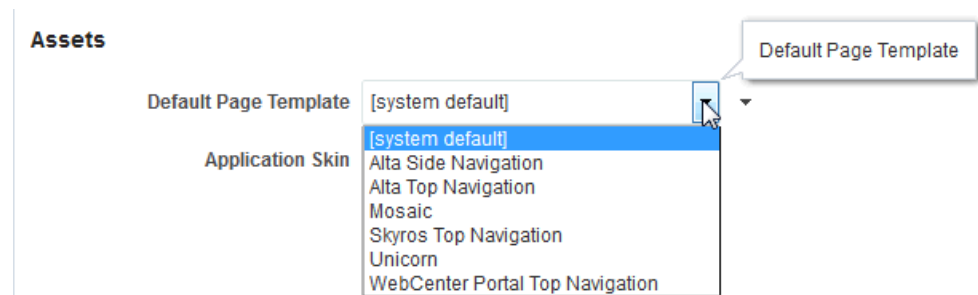 Assets
Default Page Template
Default Page Template [system default]
[system default]
Application Skin
Alta Side Navigation
Alta Top Navigation
Mosaic
Skyros Top Navigation
Unicorn
WebCenter Portal Top Navigation